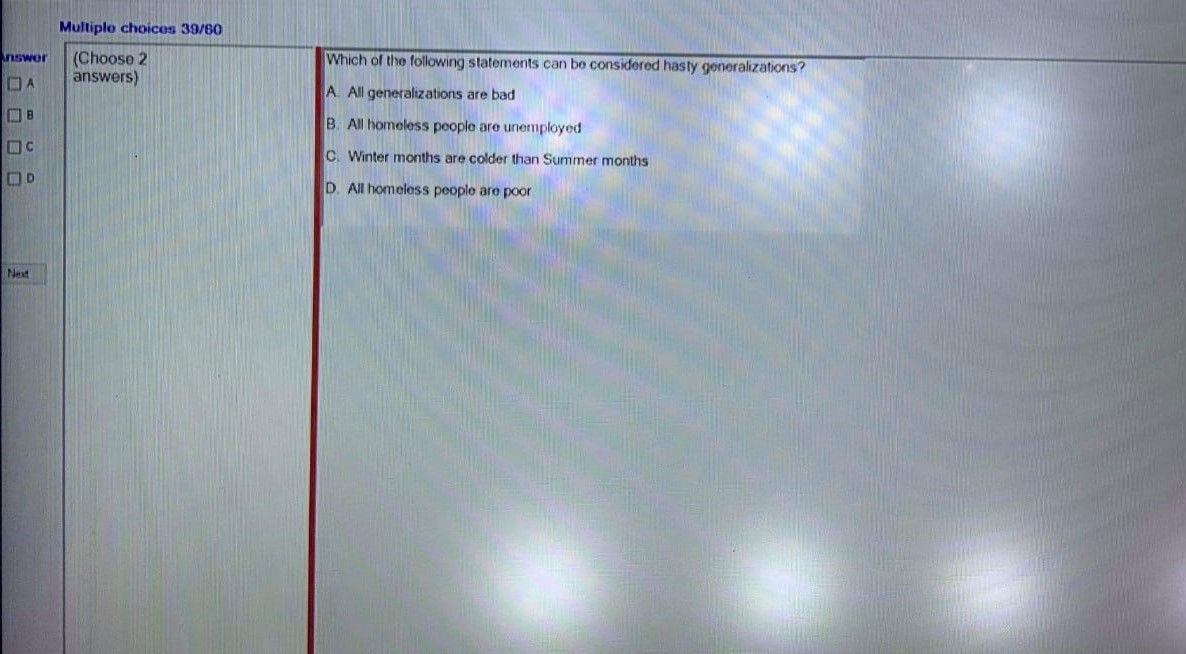 Multiple choices 39/60
Answer
(Choose 2
answers)
A
B
C
D
Next
Which of the following statements can be considered hasty generalizations?
A. All generalizations are bad
B. All homeless people are unemployed
C. Winter months are colder than Summer months
D. All homeless people are poor